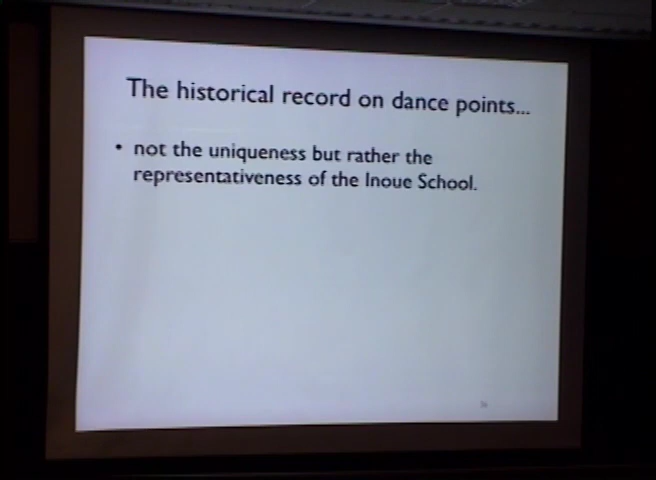 The historical record on dance points...
• not the uniqueness but rather the
representativeness of the Inoue School.